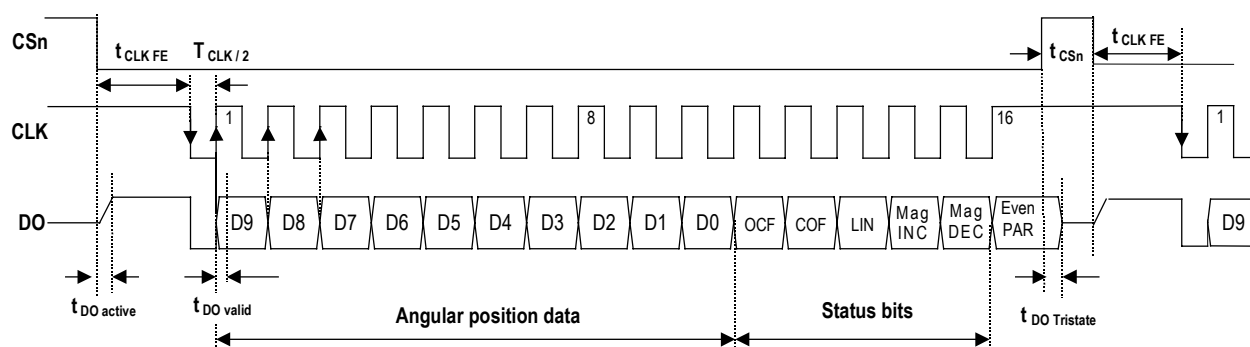 CSn
t CLK FE
T CLK / 2
t CSn
t CLK FE
CLK
1
8
16
1
DO
D9
D8
D7
D6
D5
D4
D3
D2
D1
D0
OCF
COF
LIN
Mag
INC
Mag
DEC
Even
PAR
D9
t DO active
t DO valid
Angular position data
Status bits
t DO Tristate